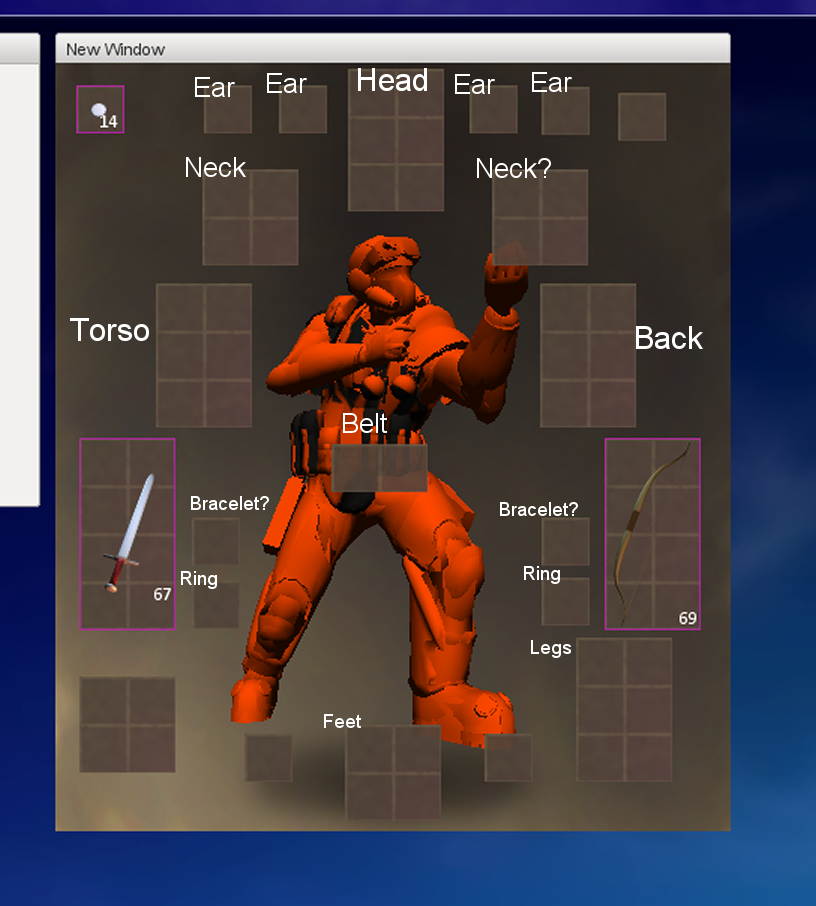 New Window
Ear
Ear
Head
Ear
Ear
14
Neck
Neck?
Torso
Back
Belt
Bracelet?
Bracelet?
Ring
Ring
67
69
Legs
Feet